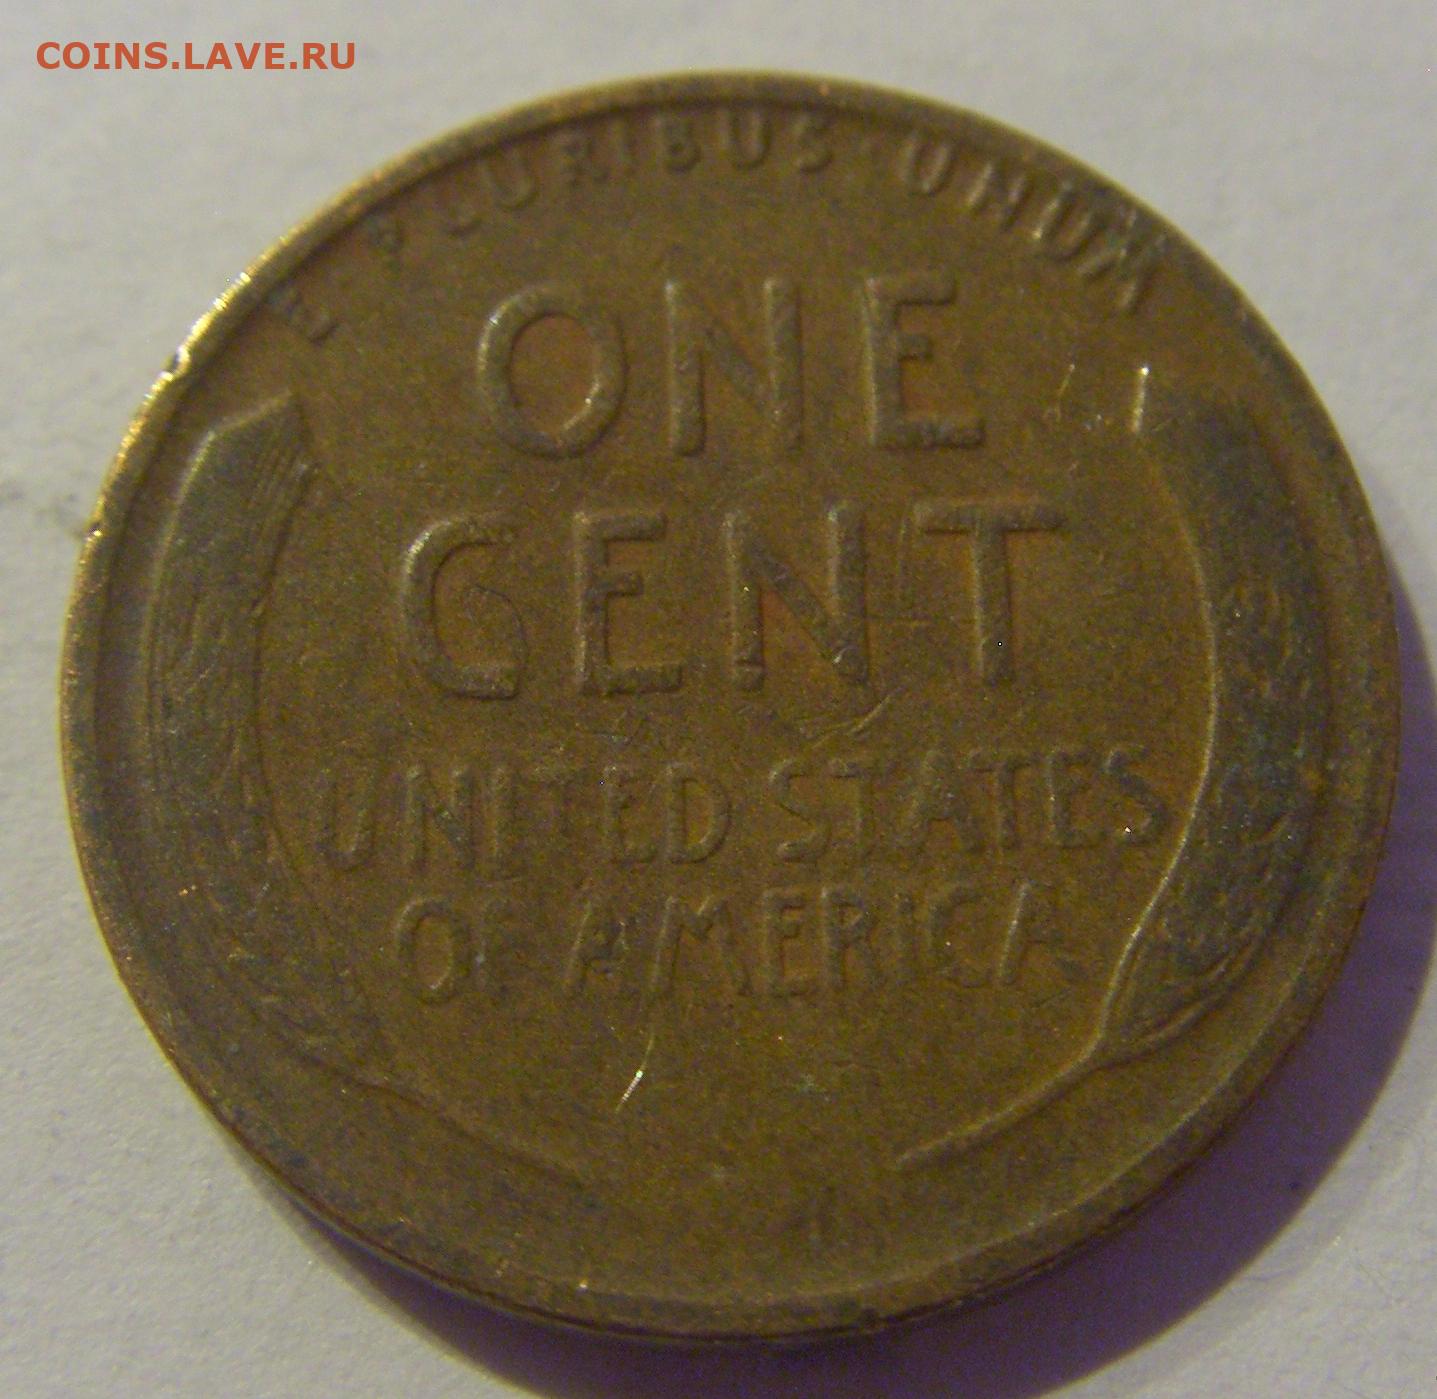 COINS.LAVE.RU
E PLURIBUS UNUM
ONE
CENT
UNITED STATES
OF AMERICA